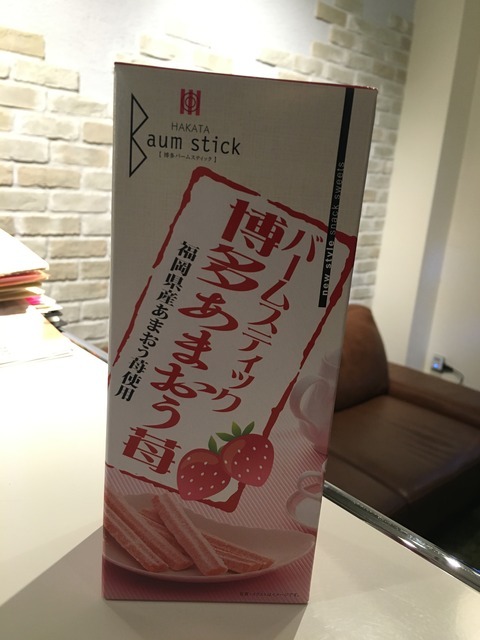 HAKATA
Baum stick
【博多バームスティック】
new style snack sweets
バームスティック
博多あまおう苺
福岡県産あまおう苺使用